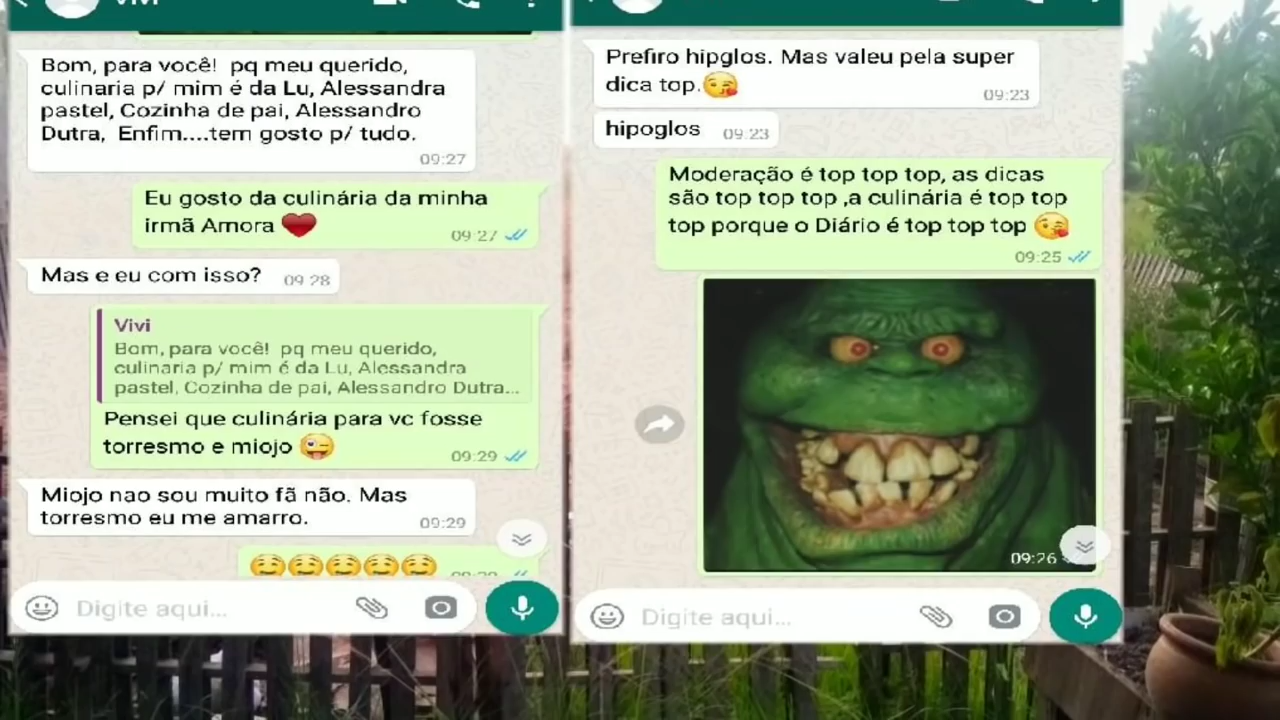 Vivi
Bom, para você! pq meu querido,
culinaria p/ mim é da Lu, Alessandra
pastel, Cozinha de pai, Alessandro
Dutra, Enfim....tem gosto p/ tudo.
09:27
Eu gosto da culinária da minha
irmã Amora ❤️
09:27
Mas e eu com isso? 09:28
Vivi
Bom, para você! pq meu querido,
culinaria p/ mim é da Lu, Alessandra
pastel, Cozinha de pai, Alessandro Dutra...
Pensei que culinária para vc fosse
torresmo e miojo 😜
09:29
Miojo nao sou muito fã não. Mas
torresmo eu me amarro.
09:29
🤤🤤🤤🤤🤤
Digite aqui...
Prefiro hipglos. Mas valeu pela super
dica top.😘
09:23
hipoglos 09:23
Moderação é top top top, as dicas
são top top top ,a culinária é top top
top porque o Diário é top top top 😘
09:25
09:26
Digite aqui...